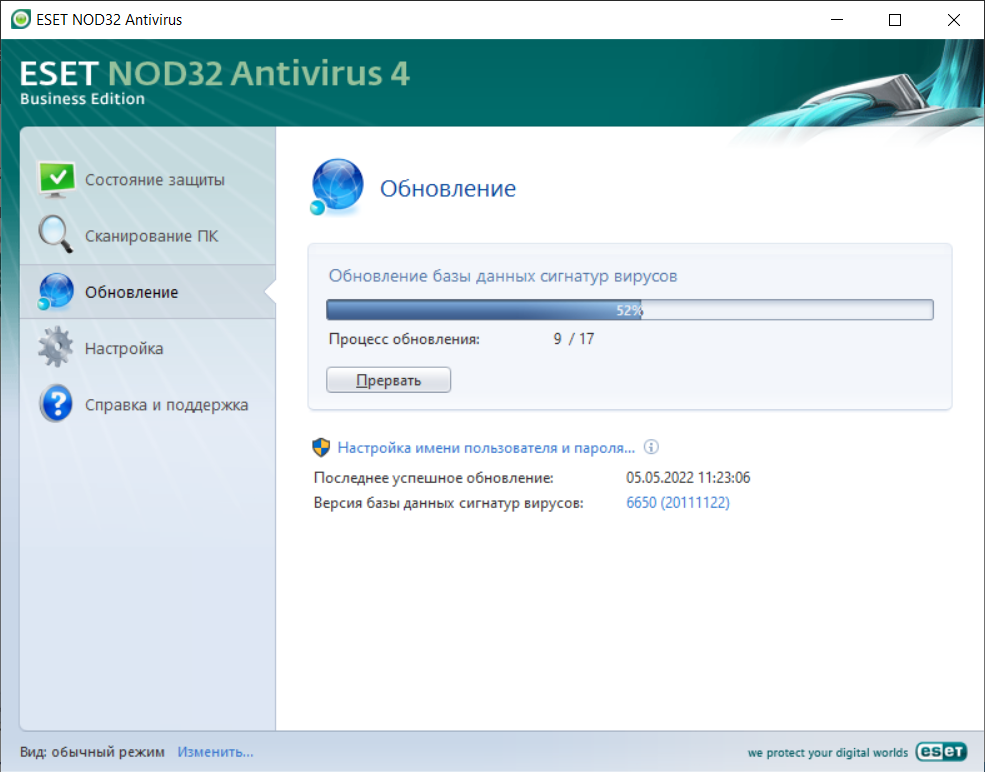 ESET NOD32 Antivirus
ESET NOD32 Antivirus 4
Business Edition
Состояние защиты
Сканирование ПК
Обновление
Настройка
Справка и поддержка
Обновление
Обновление базы данных сигнатур вирусов
52%
Процесс обновления: 9 / 17
Прервать
Настройка имени пользователя и пароля...
Последнее успешное обновление: 05.05.2022 11:23:06
Версия базы данных сигнатур вирусов: 6650 (20111122)
Вид: обычный режим Изменить...
we protect your digital worlds eset